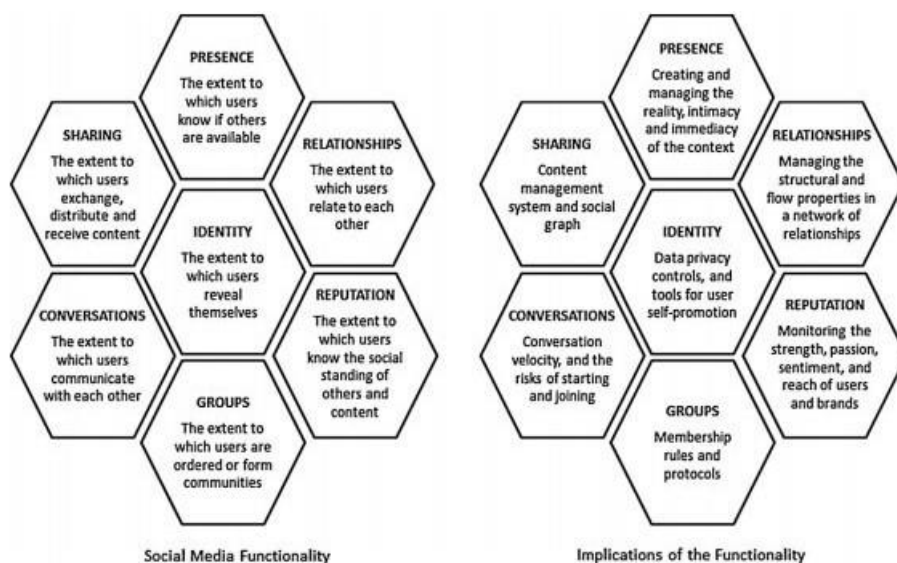 PRESENCE
The extent to
which users
know if others
are available
SHARING
The extent to
which users
exchange,
distribute and
receive content
RELATIONSHIPS
The extent to
which users
relate to each
other
IDENTITY
The extent to
which users
reveal
themselves
CONVERSATIONS
The extent to
which users
communicate
with each other
REPUTATION
The extent to
which users
know the social
standing of
others and
content
GROUPS
The extent to
which users are
ordered or form
communities
Social Media Functionality
PRESENCE
Creating and
managing the
reality, intimacy
and immediacy
of the context
SHARING
Content
management
system and social
graph
RELATIONSHIPS
Managing the
structural and
flow properties in
a network of
relationships
IDENTITY
Data privacy
controls, and
tools for user
self-promotion
CONVERSATIONS
Conversation
velocity, and the
risks of starting
and joining
REPUTATION
Monitoring the
strength, passion,
sentiment, and
reach of users
and brands
GROUPS
Membership
rules and
protocols
Implications of the Functionality